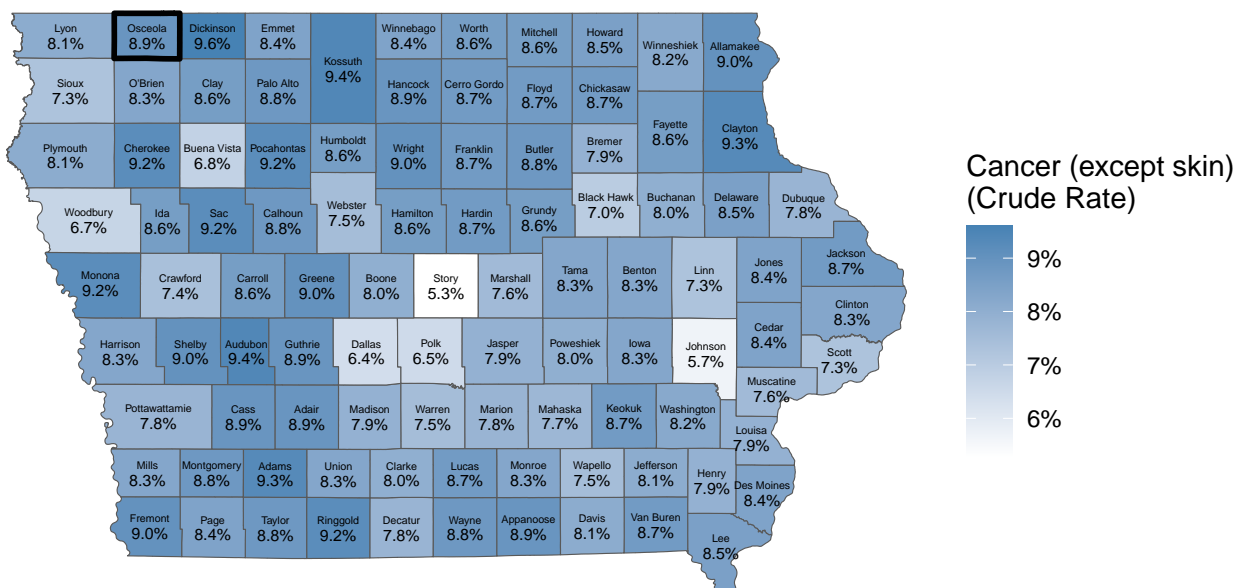 Lyon
8.1%
Osceola
8.9%
Dickinson
9.6%
Emmet
8.4%
Kossuth
9.4%
Winnebago
8.4%
Worth
8.6%
Mitchell
8.6%
Howard
8.5%
Winneshiek
8.2%
Allamakee
9.0%
Sioux
7.3%
O'Brien
8.3%
Clay
8.6%
Palo Alto
8.8%
Hancock
8.9%
Cerro Gordo
8.7%
Floyd
8.7%
Chickasaw
8.7%
Fayette
8.6%
Clayton
9.3%
Plymouth
8.1%
Cherokee
9.2%
Buena Vista
6.8%
Pocahontas
9.2%
Humboldt
8.6%
Wright
9.0%
Franklin
8.7%
Butler
8.8%
Bremer
7.9%
Woodbury
6.7%
Ida
8.6%
Sac
9.2%
Calhoun
8.8%
Webster
7.5%
Hamilton
8.6%
Hardin
8.7%
Grundy
8.6%
Black Hawk
7.0%
Buchanan
8.0%
Delaware
8.5%
Dubuque
7.8%
Monona
9.2%
Crawford
7.4%
Carroll
8.6%
Greene
9.0%
Boone
8.0%
Story
5.3%
Marshall
7.6%
Tama
8.3%
Benton
8.3%
Linn
7.3%
Jones
8.4%
Jackson
8.7%
Clinton
8.3%
Harrison
8.3%
Shelby
9.0%
Audubon
9.4%
Guthrie
8.9%
Dallas
6.4%
Polk
6.5%
Jasper
7.9%
Poweshiek
8.0%
Iowa
8.3%
Johnson
5.7%
Cedar
8.4%
Scott
7.3%
Muscatine
7.6%
Pottawattamie
7.8%
Cass
8.9%
Adair
8.9%
Madison
7.9%
Warren
7.5%
Marion
7.8%
Mahaska
7.7%
Keokuk
8.7%
Washington
8.2%
Louisa
7.9%
Mills
8.3%
Montgomery
8.8%
Adams
9.3%
Union
8.3%
Clarke
8.0%
Lucas
8.7%
Monroe
8.3%
Wapello
7.5%
Jefferson
8.1%
Henry
7.9%
Des Moines
8.4%
Fremont
9.0%
Page
8.4%
Taylor
8.8%
Ringgold
9.2%
Decatur
7.8%
Wayne
8.8%
Appanoose
8.9%
Davis
8.1%
Van Buren
8.7%
Lee
8.5%
Cancer (except skin)
(Crude Rate)
9%
8%
7%
6%